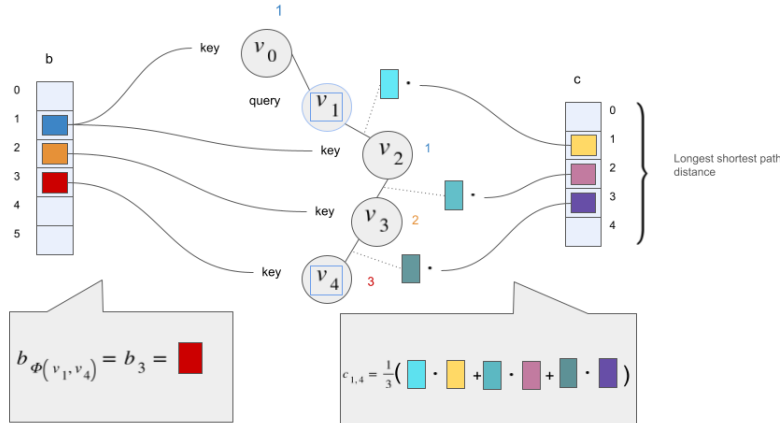 1
key
v0
b
query
v1
c
0
1
2
3
4
5
key
v2
1
0
1
2
3
4
Longest shortest path
distance
key
v3
2
key
v4
3
bΦ(v1,v4) = b3 =
c1,4 = 1/3( · + · + · )